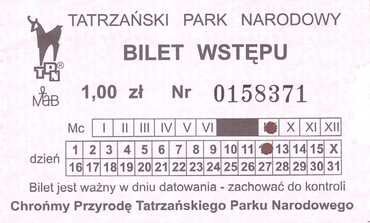 TATRZAŃSKI PARK NARODOWY
BILET WSTĘPU
TPN ®
MaB
1,00 zł Nr 0158371
Mc I II III IV V VI X XI XII
dzień 1 2 3 4 5 6 7 8 9 10 11 13 14 15 X
16 17 18 19 20 21 22 23 24 25 26 27 28 29 30 31
Bilet jest ważny w dniu datowania - zachować do kontroli
Chrońmy Przyrodę Tatrzańskiego Parku Narodowego